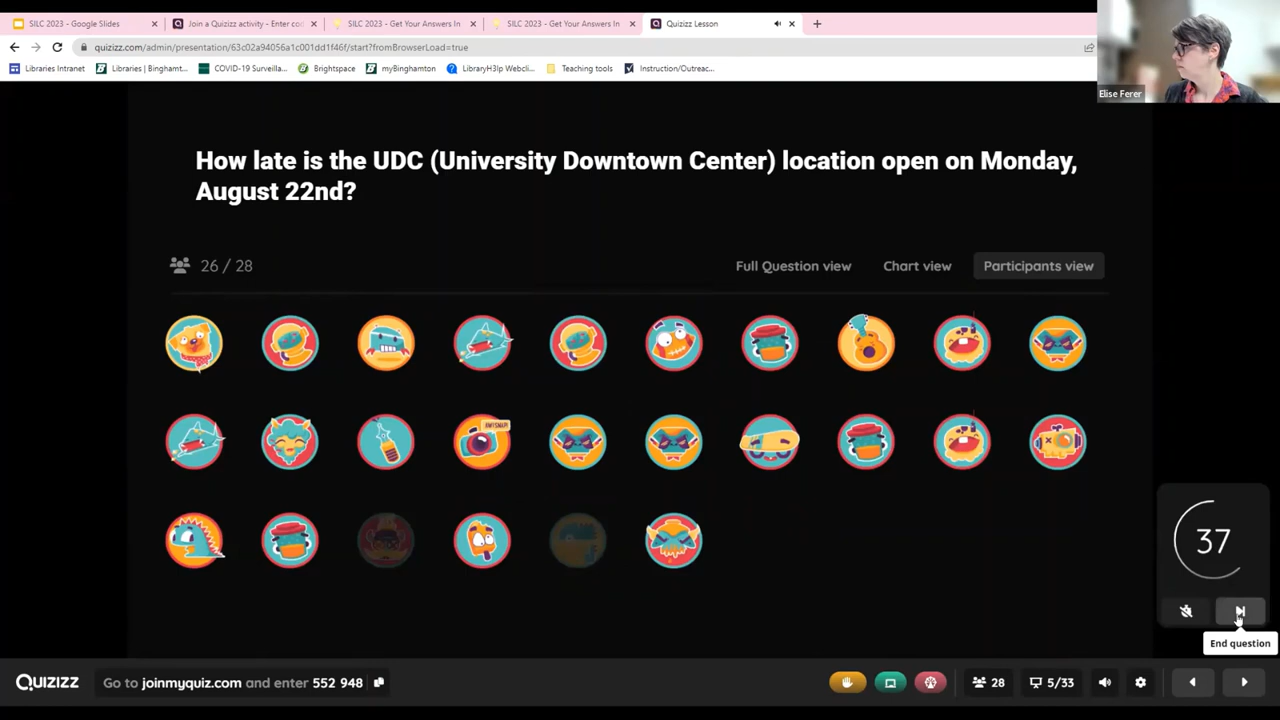 SILC 2023 - Google Slides
Join a Quizizz activity - Enter cod
SILC 2023 - Get Your Answers In
SILC 2023 - Get Your Answers In
Quizizz Lesson
quizizz.com/admin/presentation/63c02a94056a1c001dd1f46f/start?fromBrowserLoad=true
Libraries Intranet
Libraries | Binghamt...
COVID-19 Surveilla...
Brightspace
myBinghamton
LibraryH3lp Webcli...
Teaching tools
Instruction/Outreac...
Elise Ferer
How late is the UDC (University Downtown Center) location open on Monday,
August 22nd?
26 / 28
Full Question view
Chart view
Participants view
37
End question
Quizizz
Go to joinmyquiz.com and enter 552 948
28
5/33